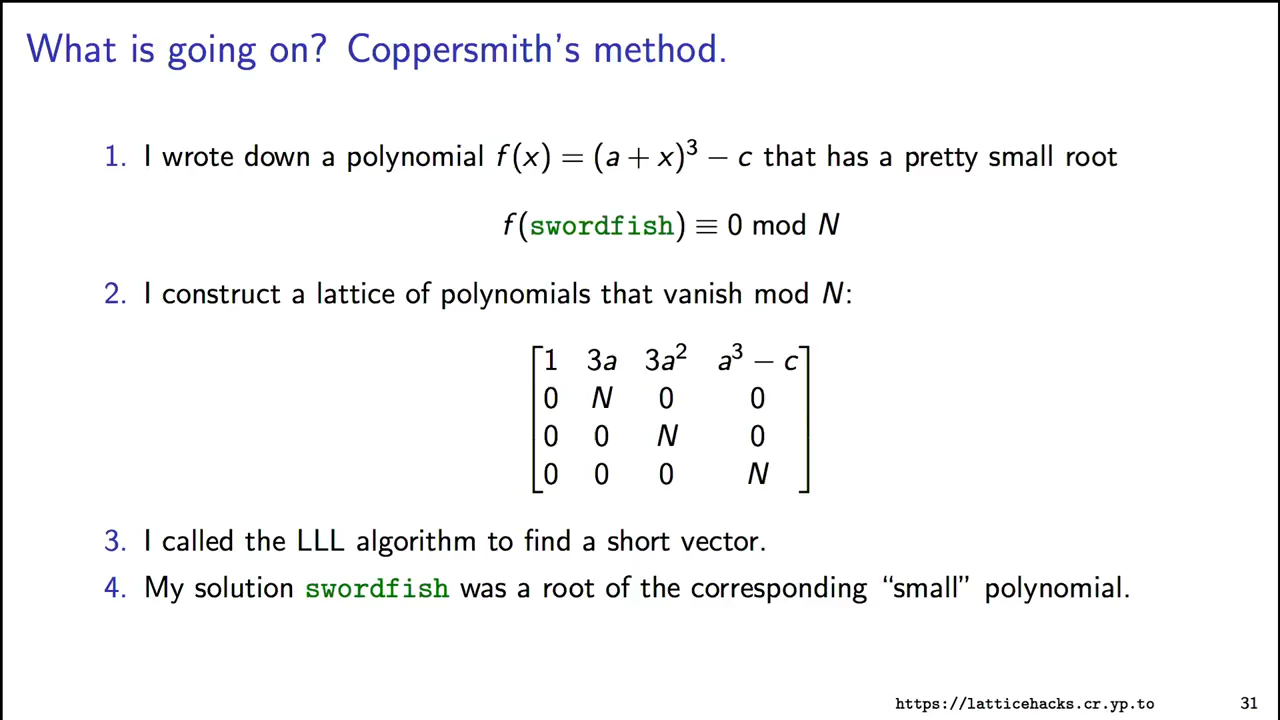 What is going on? Coppersmith's method.
1. I wrote down a polynomial f(x) = (a + x)³ − c that has a pretty small root
f(swordfish) ≡ 0 mod N
2. I construct a lattice of polynomials that vanish mod N:
1 3a 3a² a³ − c
0 N 0 0
0 0 N 0
0 0 0 N
3. I called the LLL algorithm to find a short vector.
4. My solution swordfish was a root of the corresponding “small” polynomial.
https://latticehacks.cr.yp.to 31